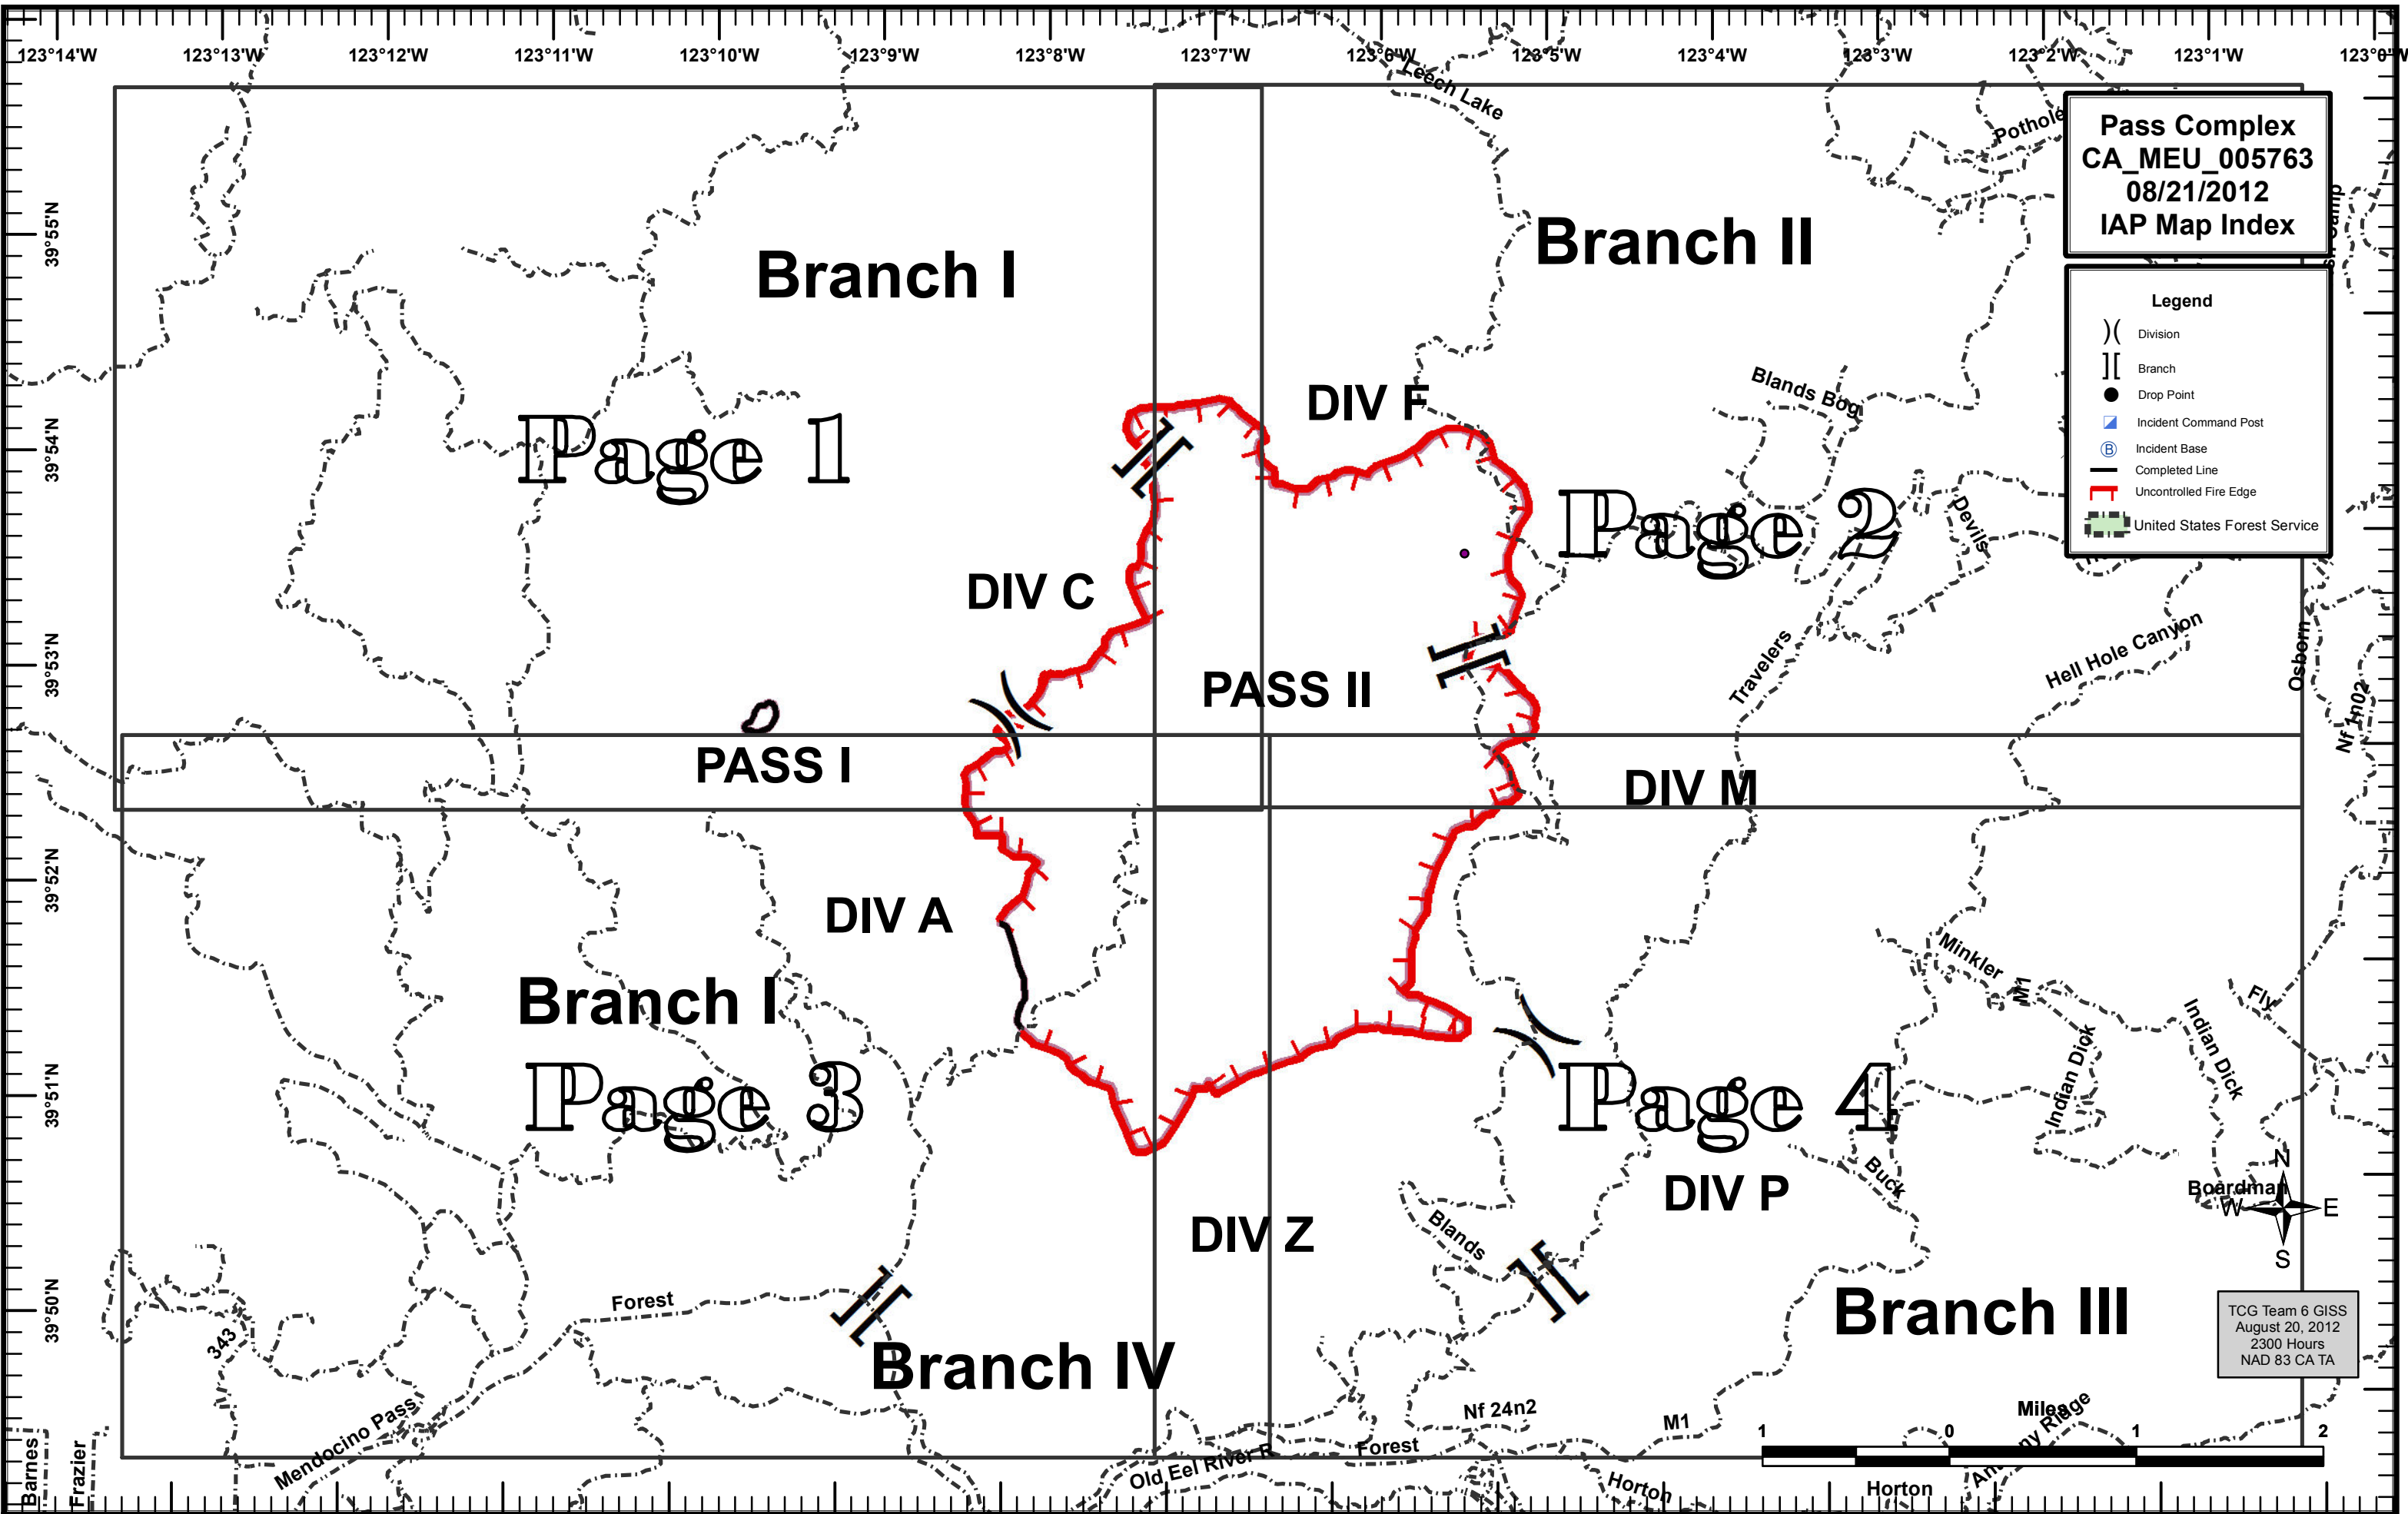 123°14'W 123°13'W 123°12'W 123°11'W 123°10'W 123°9'W 123°8'W 123°7'W 123°6'W 123°5'W 123°4'W 123°3'W 123°2'W 123°1'W 123°0'W
Leech Lake
Pothole
Pass Complex
CA_MEU_005763
08/21/2012
IAP Map Index
Legend
Division
Branch
Drop Point
Incident Command Post
B Incident Base
Completed Line
Uncontrolled Fire Edge
United States Forest Service
39°55'N
39°54'N
39°53'N
39°52'N
39°51'N
39°50'N
Branch I
Branch II
DIV F
Blands Bog
Page 1
Page 2
Devils
DIV C
Travelers
Hell Hole Canyon
Osborn
Nf 1n02
PASS II
PASS I
DIV M
DIV A
Minkler
M1
Fly
Branch I
Indian Dick
Indian Dick
Page 3
Page 4
Buck
DIV P
Boardman
N
W E
S
Blands
DIV Z
Forest
343
Branch III
Branch IV
TCG Team 6 GISS
August 20, 2012
2300 Hours
NAD 83 CA TA
Mendocino Pass
Nf 24n2
M1
Miles
1 0 1 2
Ridge
Barnes
Frazier
Old Eel River R
Forest
Horton
Horton